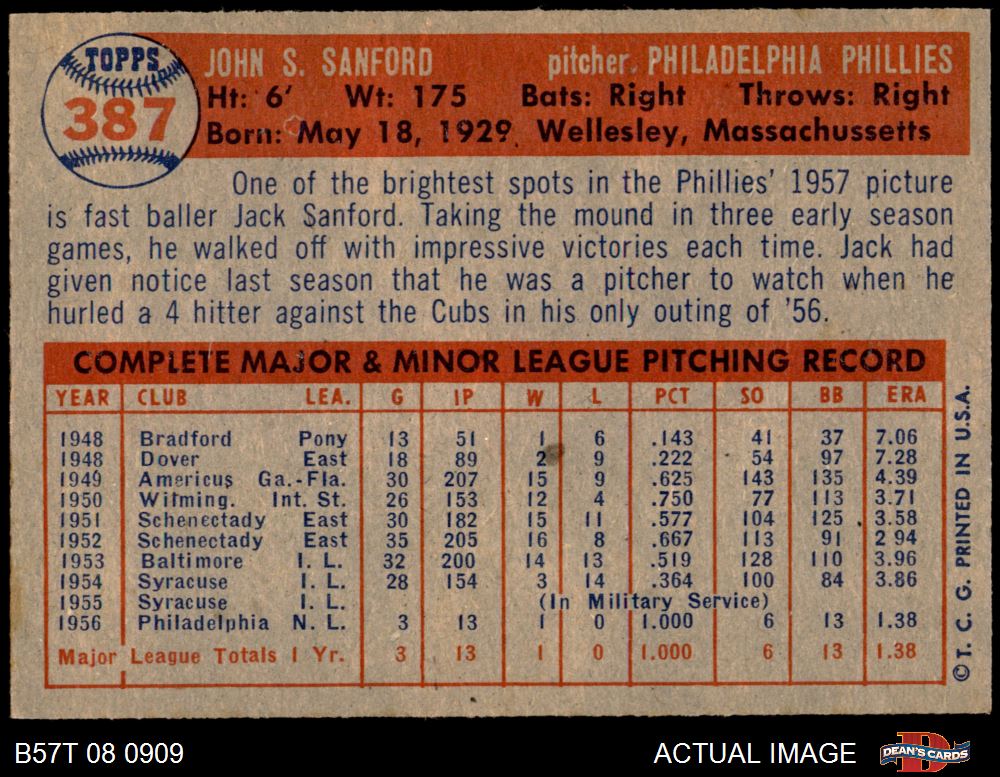 TOPPS
387
JOHN S. SANFORD pitcher PHILADELPHIA PHILLIES
Ht: 6' Wt: 175 Bats: Right Throws: Right
Born: May 18, 1929 Wellesley, Massachussetts
One of the brightest spots in the Phillies' 1957 picture
is fast baller Jack Sanford. Taking the mound in three early season
games, he walked off with impressive victories each time. Jack had
given notice last season that he was a pitcher to watch when he
hurled a 4 hitter against the Cubs in his only outing of '56.
COMPLETE MAJOR & MINOR LEAGUE PITCHING RECORD
YEAR CLUB LEA. G IP W L PCT SO BB ERA
1948 Bradford Pony 13 51 1 6 .143 41 37 7.06
1948 Dover East 18 89 2 9 .222 54 97 7.28
1949 Americus Ga.-Fla. 30 207 15 9 .625 143 135 4.39
1950 Wilming. Int. St. 26 153 12 4 .750 77 113 3.71
1951 Schenectady East 30 182 15 11 .577 104 125 3.58
1952 Schenectady East 35 205 16 8 .667 113 91 2 94
1953 Baltimore I. L. 32 200 14 13 .519 128 110 3.96
1954 Syracuse I. L. 28 154 3 14 .364 100 84 3.86
1955 Syracuse I. L. (In Military Service)
1956 Philadelphia N. L. 3 13 1 0 1.000 6 13 1.38
Major League Totals 1 Yr. 3 13 1 0 1.000 6 13 1.38
© T. C. G. PRINTED IN U.S.A.
B57T 08 0909 ACTUAL IMAGE DEAN'S CARDS